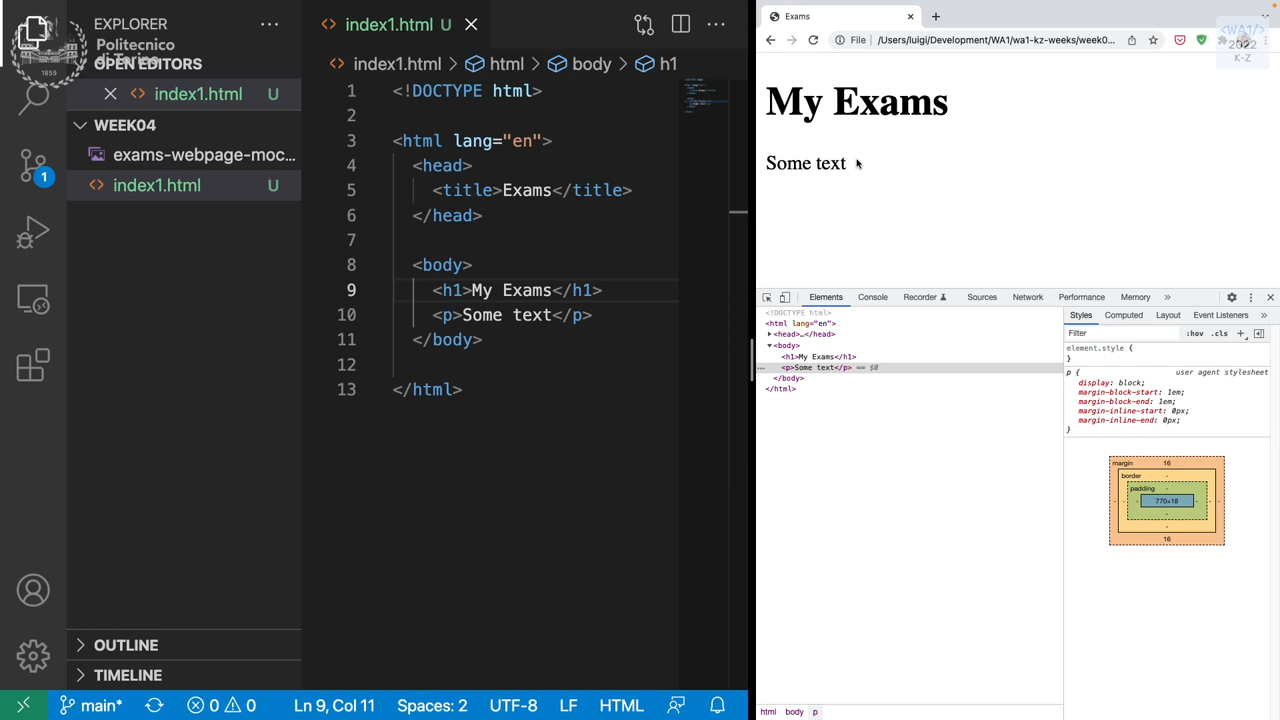 EXPLORER
Politecnico
1859
OPEN EDITORS
index1.html U
WEEK04
exams-webpage-moc...
index1.html U
1
OUTLINE
TIMELINE
index1.html U
index1.html > html > body > h1
1 <!DOCTYPE html>
2
3 <html lang="en">
4 <head>
5 <title>Exams</title>
6 </head>
7
8 <body>
9 <h1>My Exams</h1>
10 <p>Some text</p>
11 </body>
12
13 </html>
main* 0 0 Ln 9, Col 11 Spaces: 2 UTF-8 LF HTML
Exams
File /Users/luigi/Development/WA1/wa1-kz-weeks/week0...
<WA1/>
2022
K-Z
My Exams
Some text
Elements Console Recorder Sources Network Performance Memory »
<!DOCTYPE html>
<html lang="en">
<head>…</head>
<body>
<h1>My Exams</h1>
… <p>Some text</p> == $0
</body>
</html>
Styles Computed Layout Event Listeners »
Filter :hov .cls +
element.style {
}
p { user agent stylesheet
display: block;
margin-block-start: 1em;
margin-block-end: 1em;
margin-inline-start: 0px;
margin-inline-end: 0px;
}
margin 16
border -
padding -
- - - 770×18 - - -
-
-
16
html body p